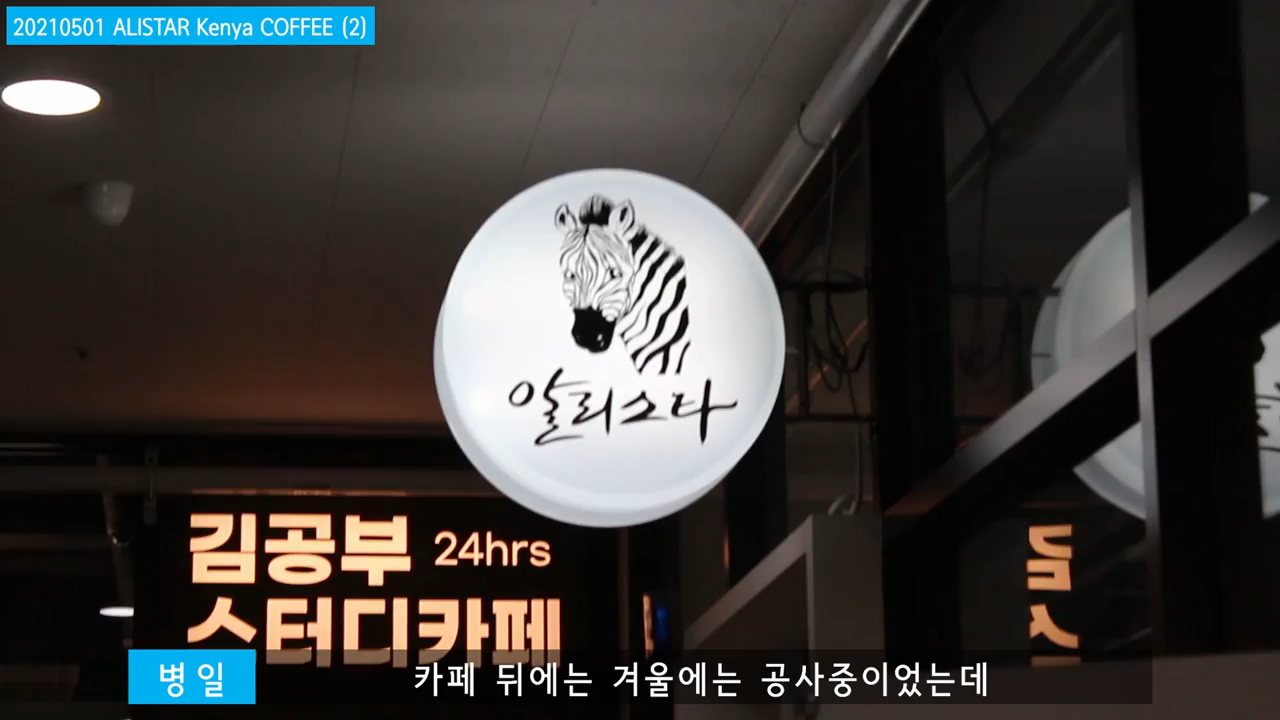 20210501 ALISTAR Kenya COFFEE (2)
알리스타
김공부 24hrs
스터디카페
병일 카페 뒤에는 겨울에는 공사중이었는데